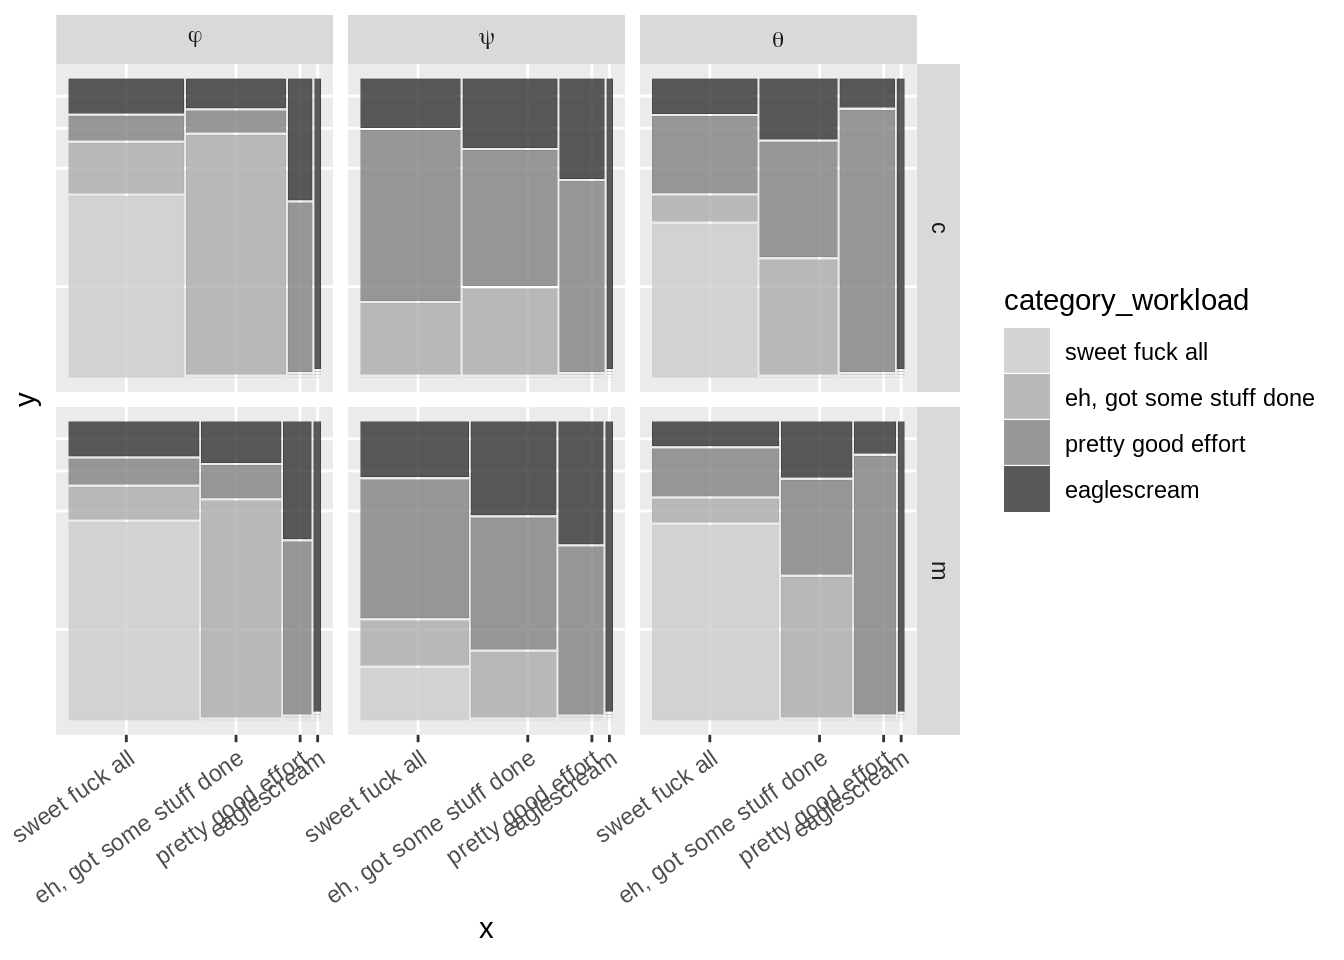 φ ψ θ
c
m
y
category_workload
sweet fuck all
eh, got some stuff done
pretty good effort
eaglescream
sweet fuck all
eh, got some stuff done
pretty good effort
eaglescream
sweet fuck all
eh, got some stuff done
pretty good effort
eaglescream
sweet fuck all
eh, got some stuff done
pretty good effort
eaglescream
x